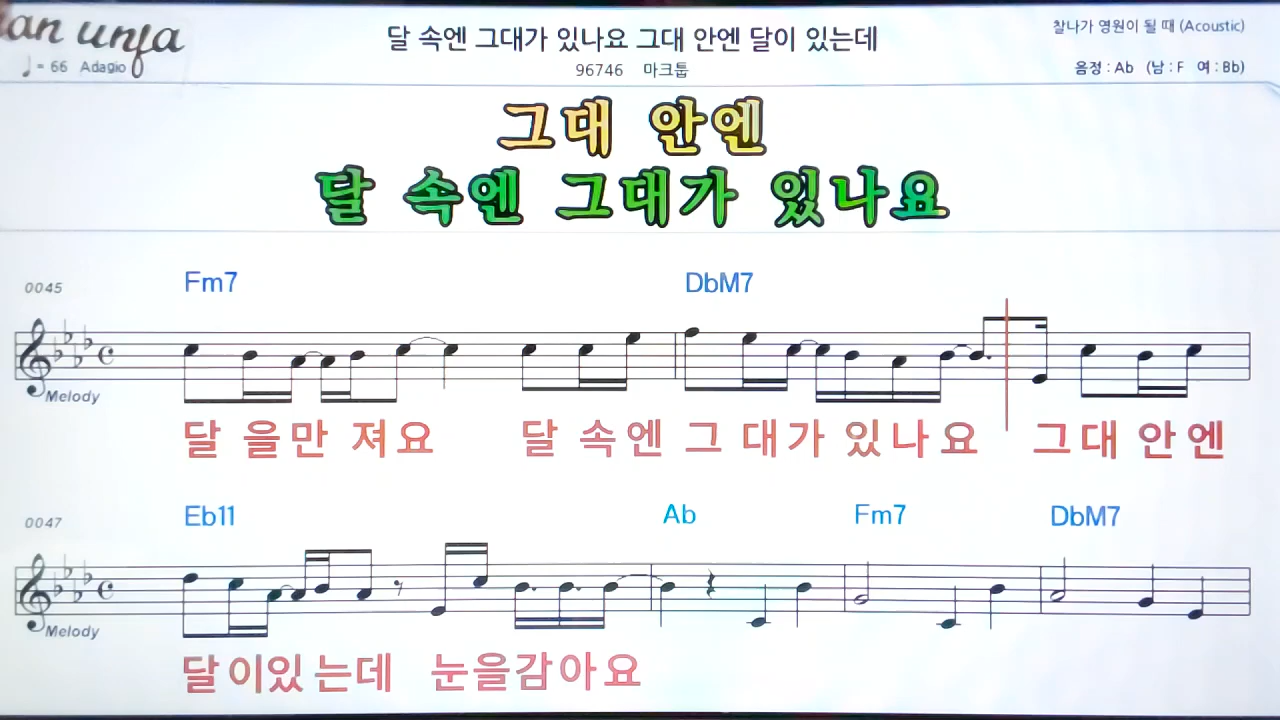 달 속엔 그대가 있나요 그대 안엔 달이 있는데
찰나가 영원이 될 때 (Acoustic)
♩= 66 Adagio
96746 마크툽
음정 : Ab (남 : F 여 : Bb)
그대 안엔
달 속엔 그대가 있나요
0045 Fm7 DbM7
Melody
달 을만 져요 달 속엔 그 대가 있나요 그대 안엔
0047 Eb11 Ab Fm7 DbM7
Melody
달이있는데 눈을감아요